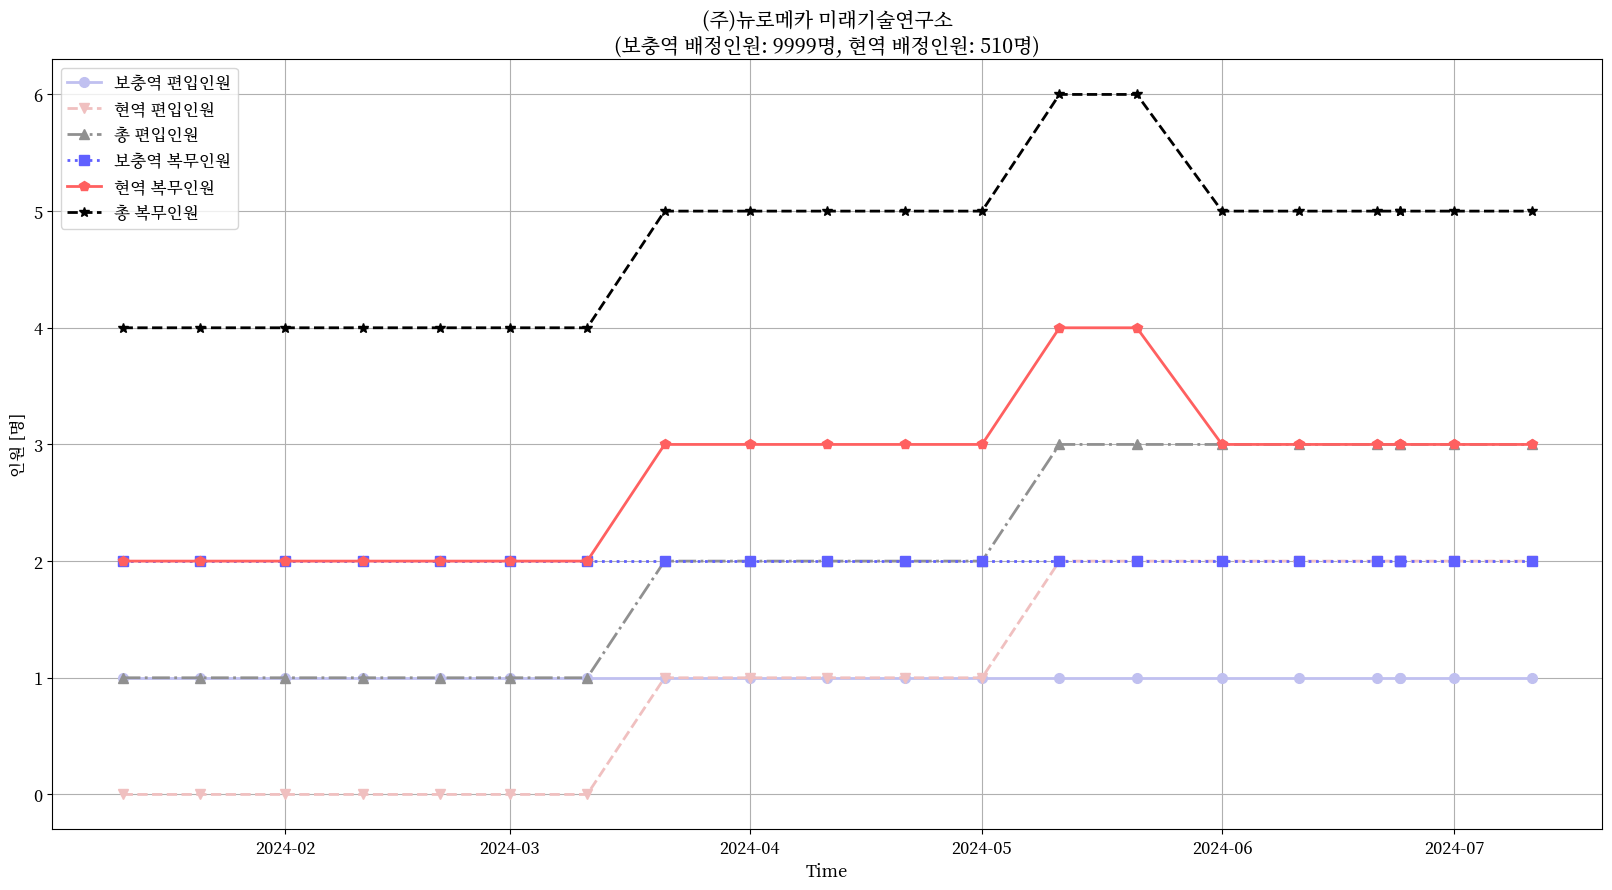 (주)뉴로메카 미래기술연구소
(보충역 배정인원: 9999명, 현역 배정인원: 510명)
보충역 편입인원
현역 편입인원
총 편입인원
보충역 복무인원
현역 복무인원
총 복무인원
인원 [명]
6
5
4
3
2
1
0
2024-02
2024-03
2024-04
2024-05
2024-06
2024-07
Time